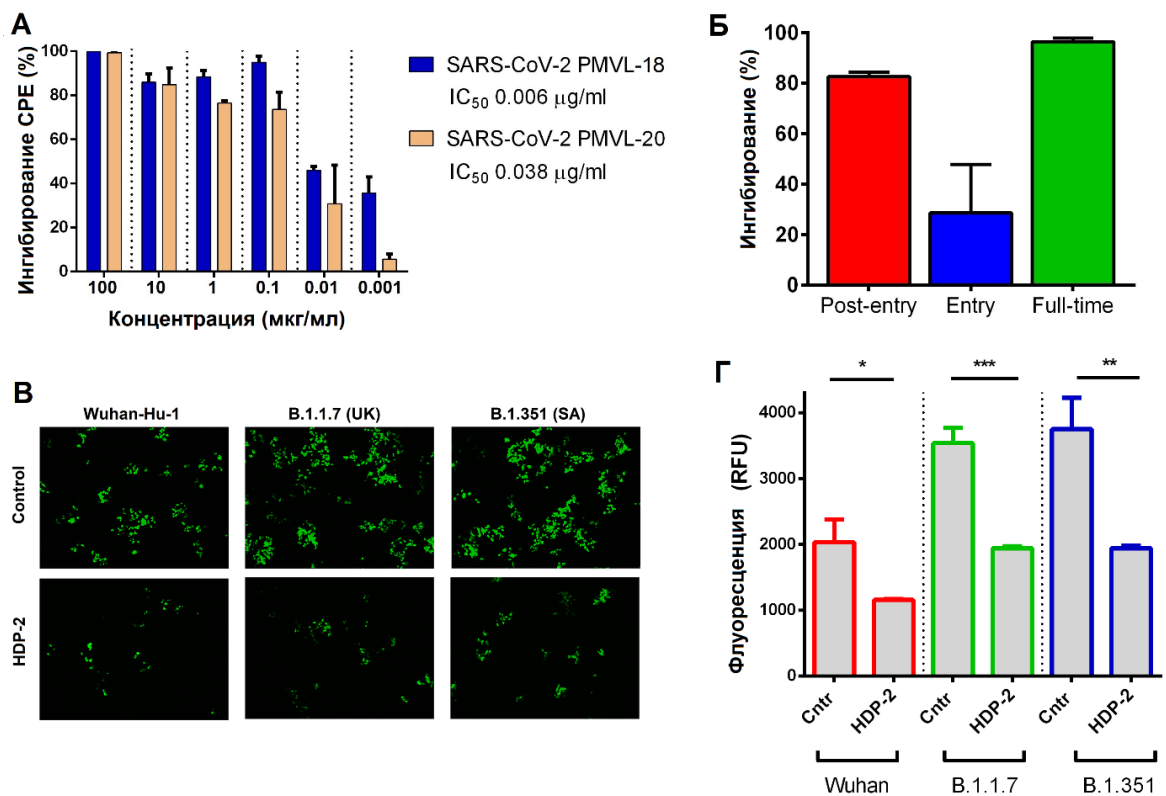 А
Ингибирование CPE (%)
100
80
60
40
20
0
100 10 1 0.1 0.01 0.001
Концентрация (мкг/мл)
SARS-CoV-2 PMVL-18
IC50 0.006 µg/ml
SARS-CoV-2 PMVL-20
IC50 0.038 µg/ml
Б
Ингибирование (%)
100
80
60
40
20
0
Post-entry Entry Full-time
В
Wuhan-Hu-1 B.1.1.7 (UK) B.1.351 (SA)
Control
HDP-2
Г
Флуоресценция (RFU)
* *** **
4000
3000
2000
1000
0
Cntr HDP-2 Cntr HDP-2 Cntr HDP-2
Wuhan B.1.1.7 B.1.351